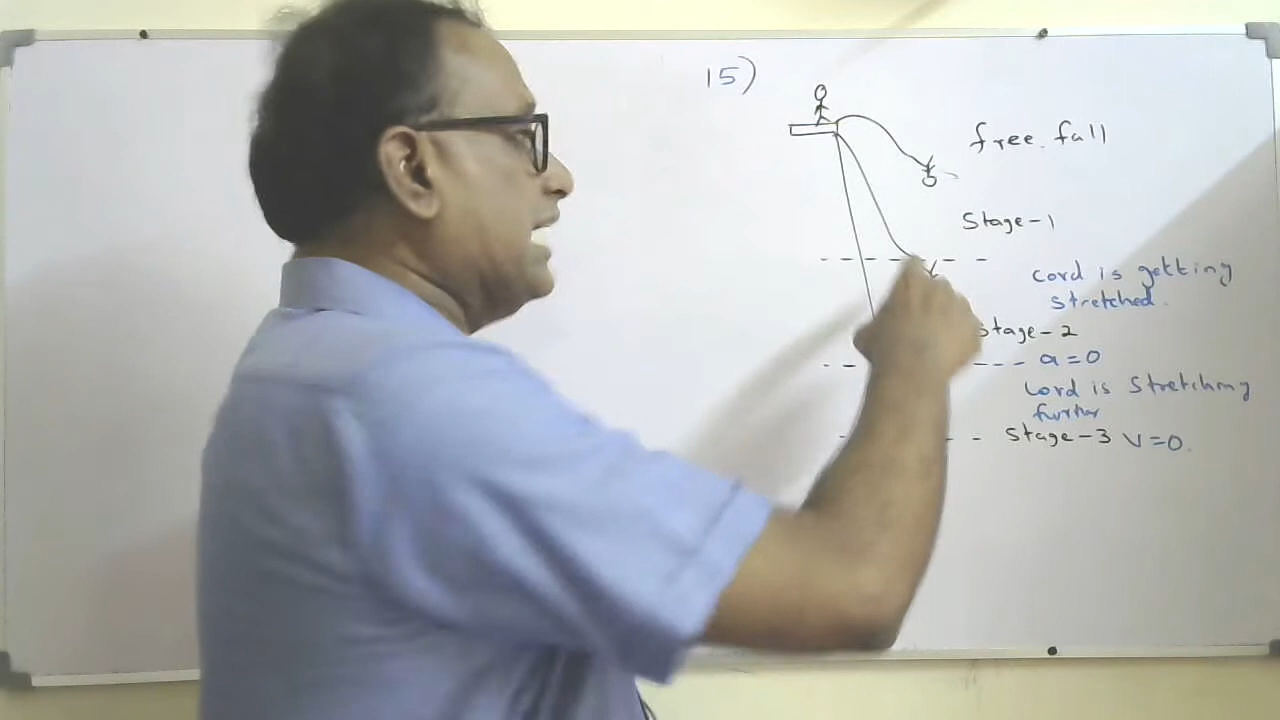 15)
free fall
Stage-1
Cord is getting
stretched.
Stage-2
a=0
Cord is Stretching
further
Stage-3 V=0.